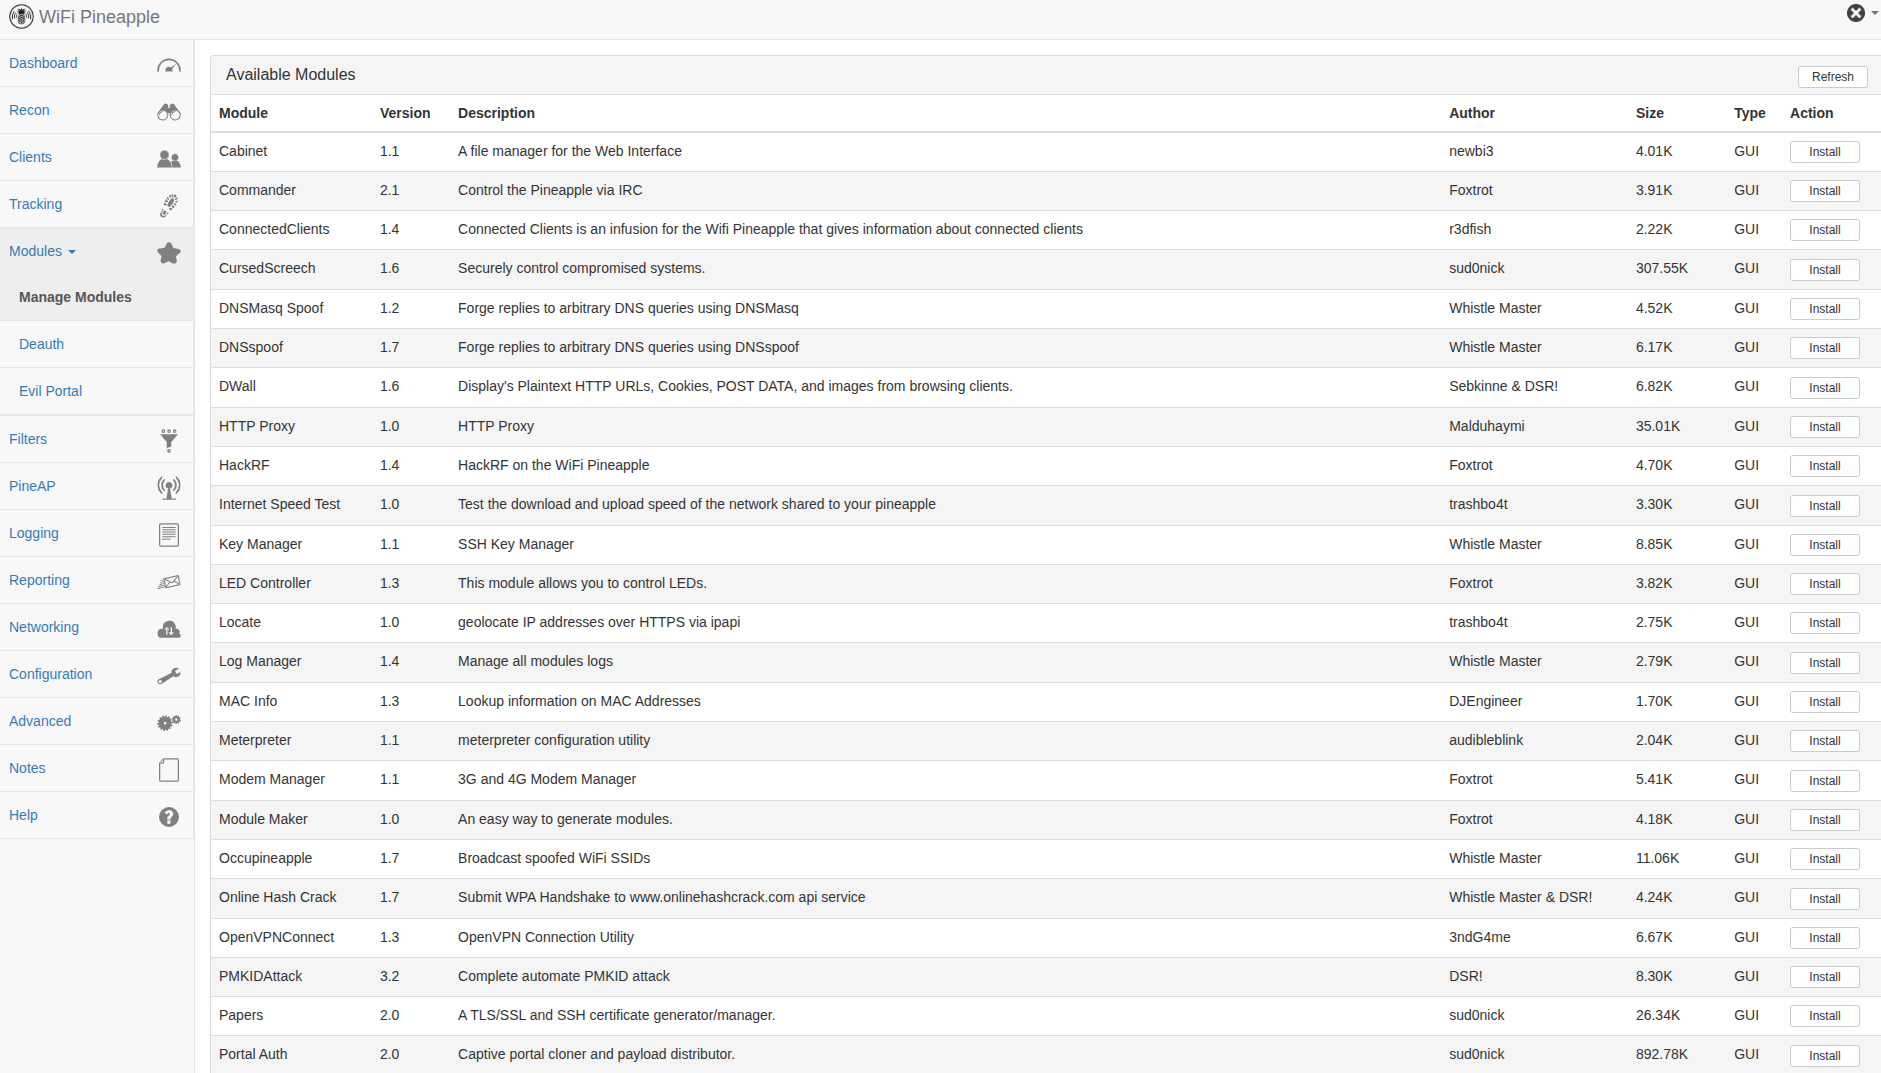 WiFi Pineapple
Dashboard
Recon
Clients
Tracking
Modules
Manage Modules
Deauth
Evil Portal
Filters
PineAP
Logging
Reporting
Networking
Configuration
Advanced
Notes
Help
Available Modules
Refresh
Module Version Description Author Size Type Action
Cabinet 1.1 A file manager for the Web Interface newbi3 4.01K GUI Install
Commander 2.1 Control the Pineapple via IRC Foxtrot 3.91K GUI Install
ConnectedClients 1.4 Connected Clients is an infusion for the Wifi Pineapple that gives information about connected clients r3dfish 2.22K GUI Install
CursedScreech 1.6 Securely control compromised systems. sud0nick 307.55K GUI Install
DNSMasq Spoof 1.2 Forge replies to arbitrary DNS queries using DNSMasq Whistle Master 4.52K GUI Install
DNSspoof 1.7 Forge replies to arbitrary DNS queries using DNSspoof Whistle Master 6.17K GUI Install
DWall 1.6 Display's Plaintext HTTP URLs, Cookies, POST DATA, and images from browsing clients. Sebkinne & DSR! 6.82K GUI Install
HTTP Proxy 1.0 HTTP Proxy Malduhaymi 35.01K GUI Install
HackRF 1.4 HackRF on the WiFi Pineapple Foxtrot 4.70K GUI Install
Internet Speed Test 1.0 Test the download and upload speed of the network shared to your pineapple trashbo4t 3.30K GUI Install
Key Manager 1.1 SSH Key Manager Whistle Master 8.85K GUI Install
LED Controller 1.3 This module allows you to control LEDs. Foxtrot 3.82K GUI Install
Locate 1.0 geolocate IP addresses over HTTPS via ipapi trashbo4t 2.75K GUI Install
Log Manager 1.4 Manage all modules logs Whistle Master 2.79K GUI Install
MAC Info 1.3 Lookup information on MAC Addresses DJEngineer 1.70K GUI Install
Meterpreter 1.1 meterpreter configuration utility audibleblink 2.04K GUI Install
Modem Manager 1.1 3G and 4G Modem Manager Foxtrot 5.41K GUI Install
Module Maker 1.0 An easy way to generate modules. Foxtrot 4.18K GUI Install
Occupineapple 1.7 Broadcast spoofed WiFi SSIDs Whistle Master 11.06K GUI Install
Online Hash Crack 1.7 Submit WPA Handshake to www.onlinehashcrack.com api service Whistle Master & DSR! 4.24K GUI Install
OpenVPNConnect 1.3 OpenVPN Connection Utility 3ndG4me 6.67K GUI Install
PMKIDAttack 3.2 Complete automate PMKID attack DSR! 8.30K GUI Install
Papers 2.0 A TLS/SSL and SSH certificate generator/manager. sud0nick 26.34K GUI Install
Portal Auth 2.0 Captive portal cloner and payload distributor. sud0nick 892.78K GUI Install